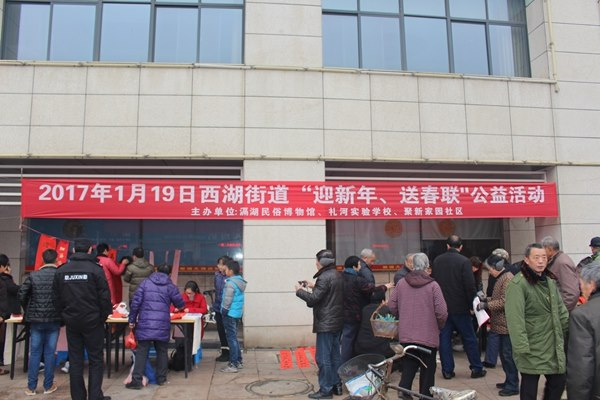 2017年1月19日西湖街道“迎新年、送春联"公益活动
主办单位:滆湖民俗博物馆、礼河实验学校、聚新家园社区